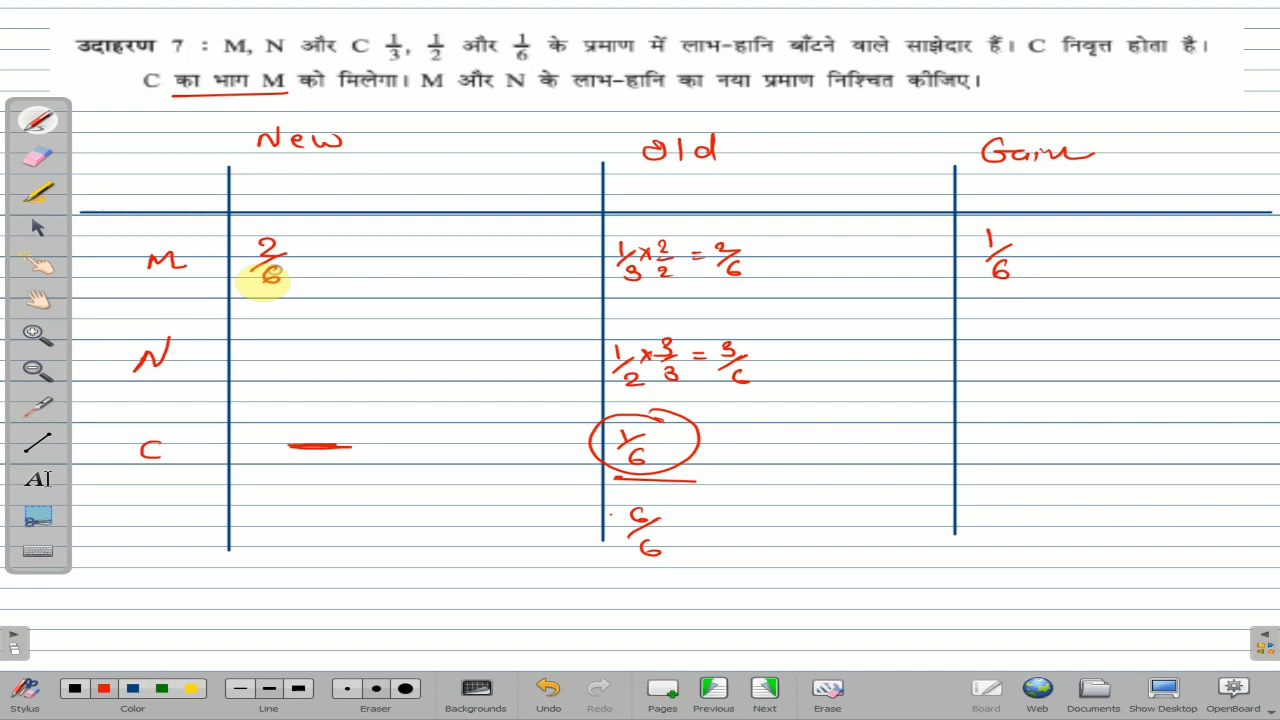 उदाहरण 7 : M, N और C 1/3, 1/2 और 1/6 के प्रमाण में लाभ-हानि बाँटने वाले साझेदार हैं। C निवृत्त होता है।
C का भाग M को मिलेगा। M और N के लाभ-हानि का नया प्रमाण निश्चित कीजिए।
New Old Gain
M 2/6 1/3 × 2/2 = 2/6 1/6
N 1/2 × 3/3 = 3/6
C — 1/6
6/6
AI
Stylus Color Line Eraser Backgrounds Undo Redo Pages Previous Next Erase Board Web Documents Show Desktop OpenBoard